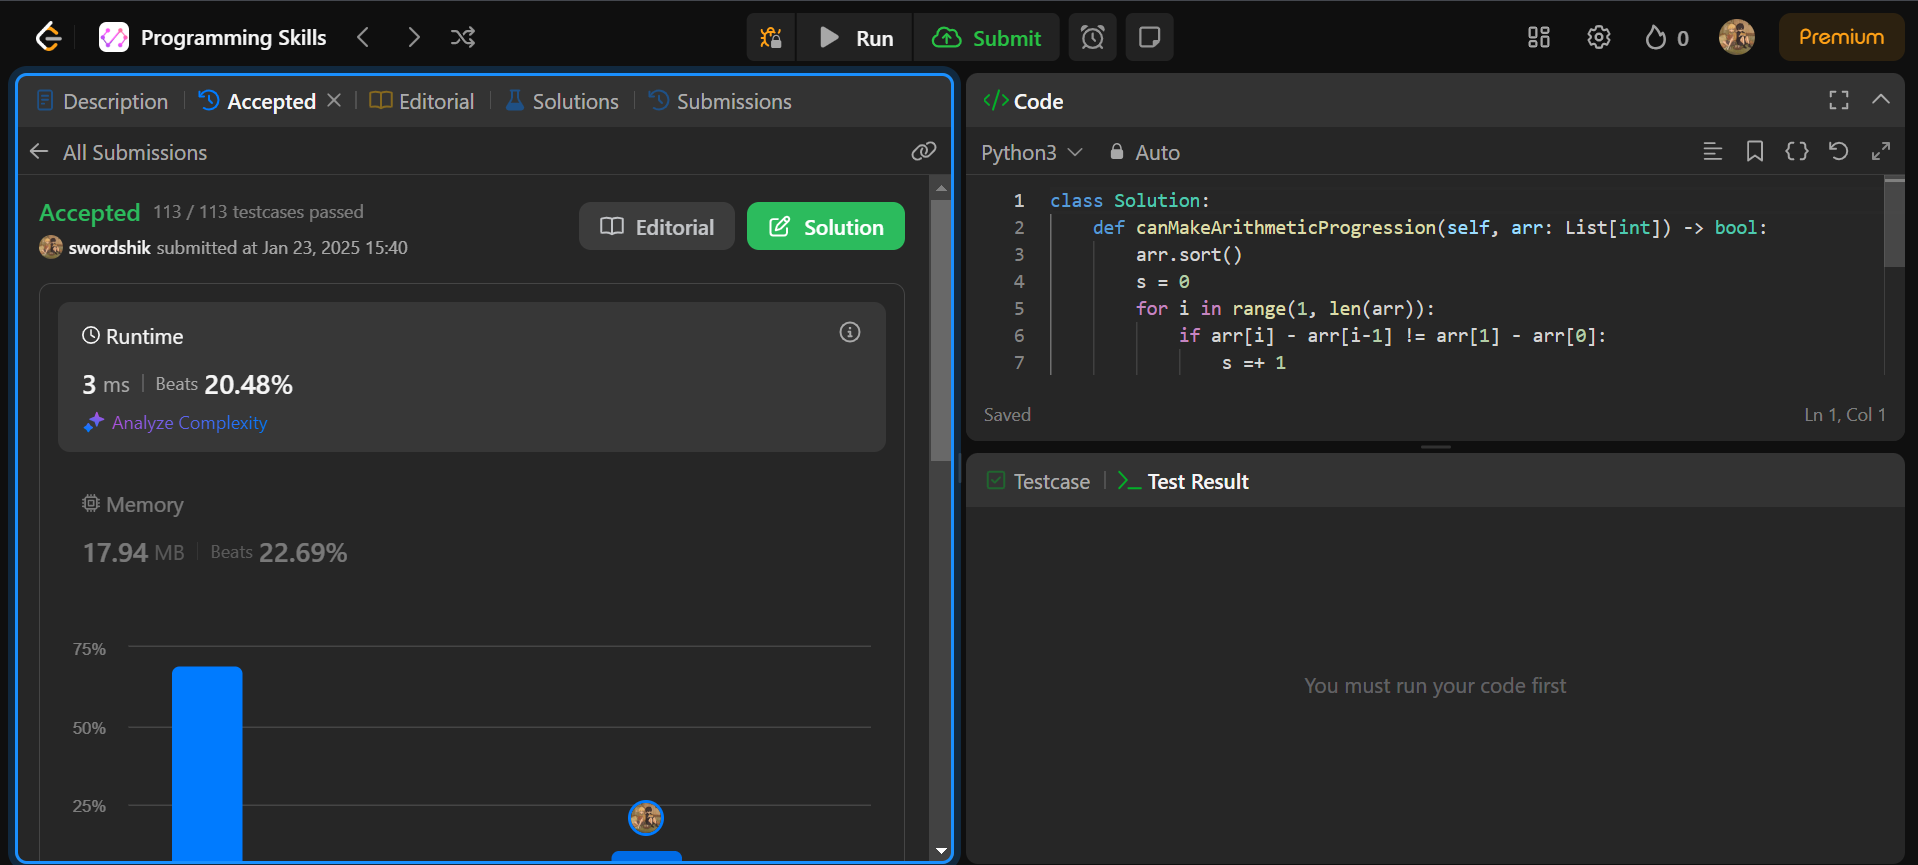 Programming Skills
Run
Submit
0
Premium
Description
Accepted
Editorial
Solutions
Submissions
All Submissions
Accepted 113 / 113 testcases passed
swordshik submitted at Jan 23, 2025 15:40
Editorial
Solution
Runtime
3 ms
Beats 20.48%
Analyze Complexity
Memory
17.94 MB
Beats 22.69%
75%
50%
25%
</> Code
Python3
Auto
1 class Solution:
2 def canMakeArithmeticProgression(self, arr: List[int]) -> bool:
3 arr.sort()
4 s = 0
5 for i in range(1, len(arr)):
6 if arr[i] - arr[i-1] != arr[1] - arr[0]:
7 s =+ 1
Saved
Ln 1, Col 1
Testcase
Test Result
You must run your code first